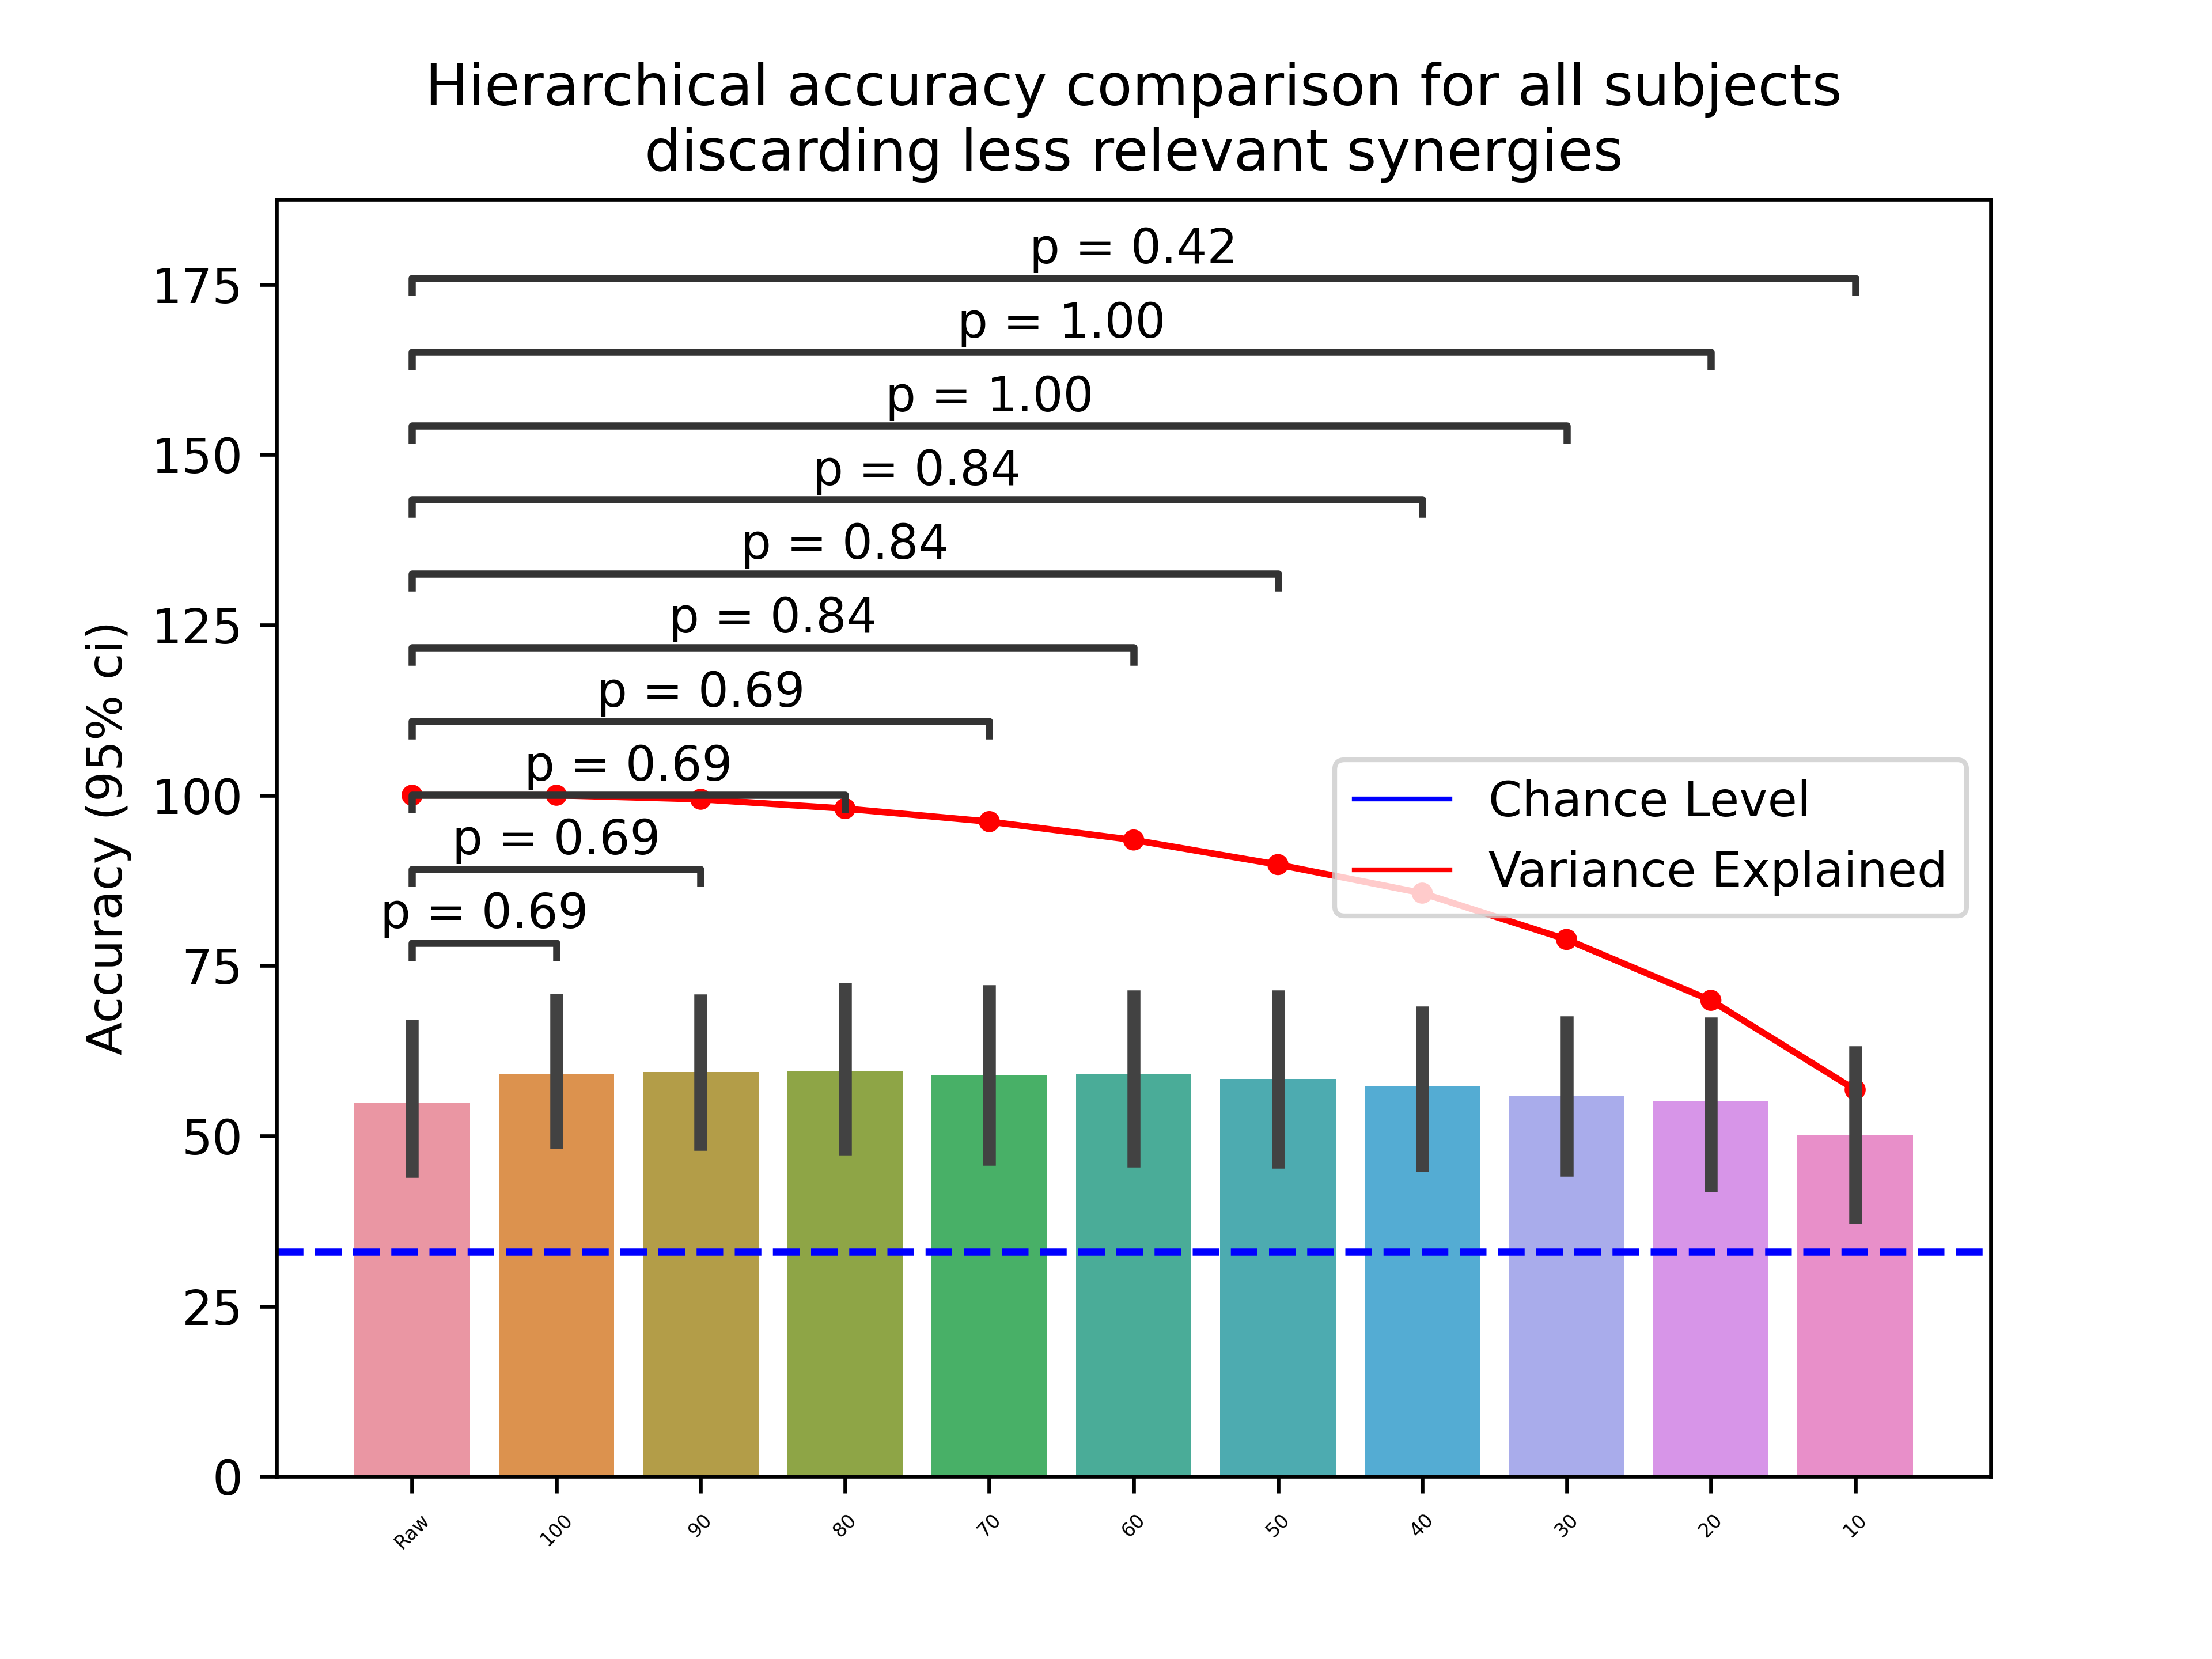 Hierarchical accuracy comparison for all subjects
discarding less relevant synergies
Accuracy (95% ci)
175
150
125
100
75
50
25
0
p = 0.42
p = 1.00
p = 1.00
p = 0.84
p = 0.84
p = 0.84
p = 0.69
p = 0.69
p = 0.69
p = 0.69
Chance Level
Variance Explained
Raw
100
90
80
70
60
50
40
30
20
10